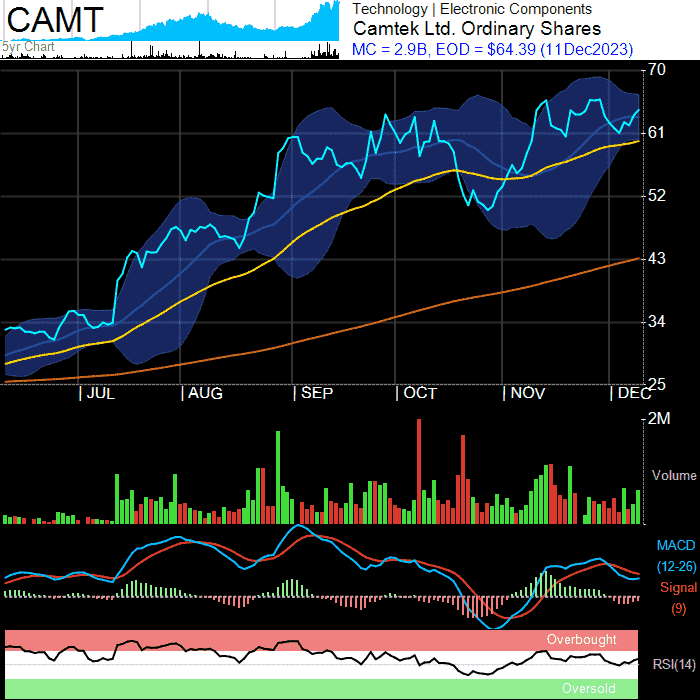 CAMT
5yr Chart
Technology | Electronic Components
Camtek Ltd. Ordinary Shares
MC = 2.9B, EOD = $64.39 (11Dec2023)
70
61
52
43
34
25
| JUL | AUG | SEP | OCT | NOV | DEC
2M
Volume
MACD
(12-26)
Signal
(9)
Overbought
RSI(14)
Oversold